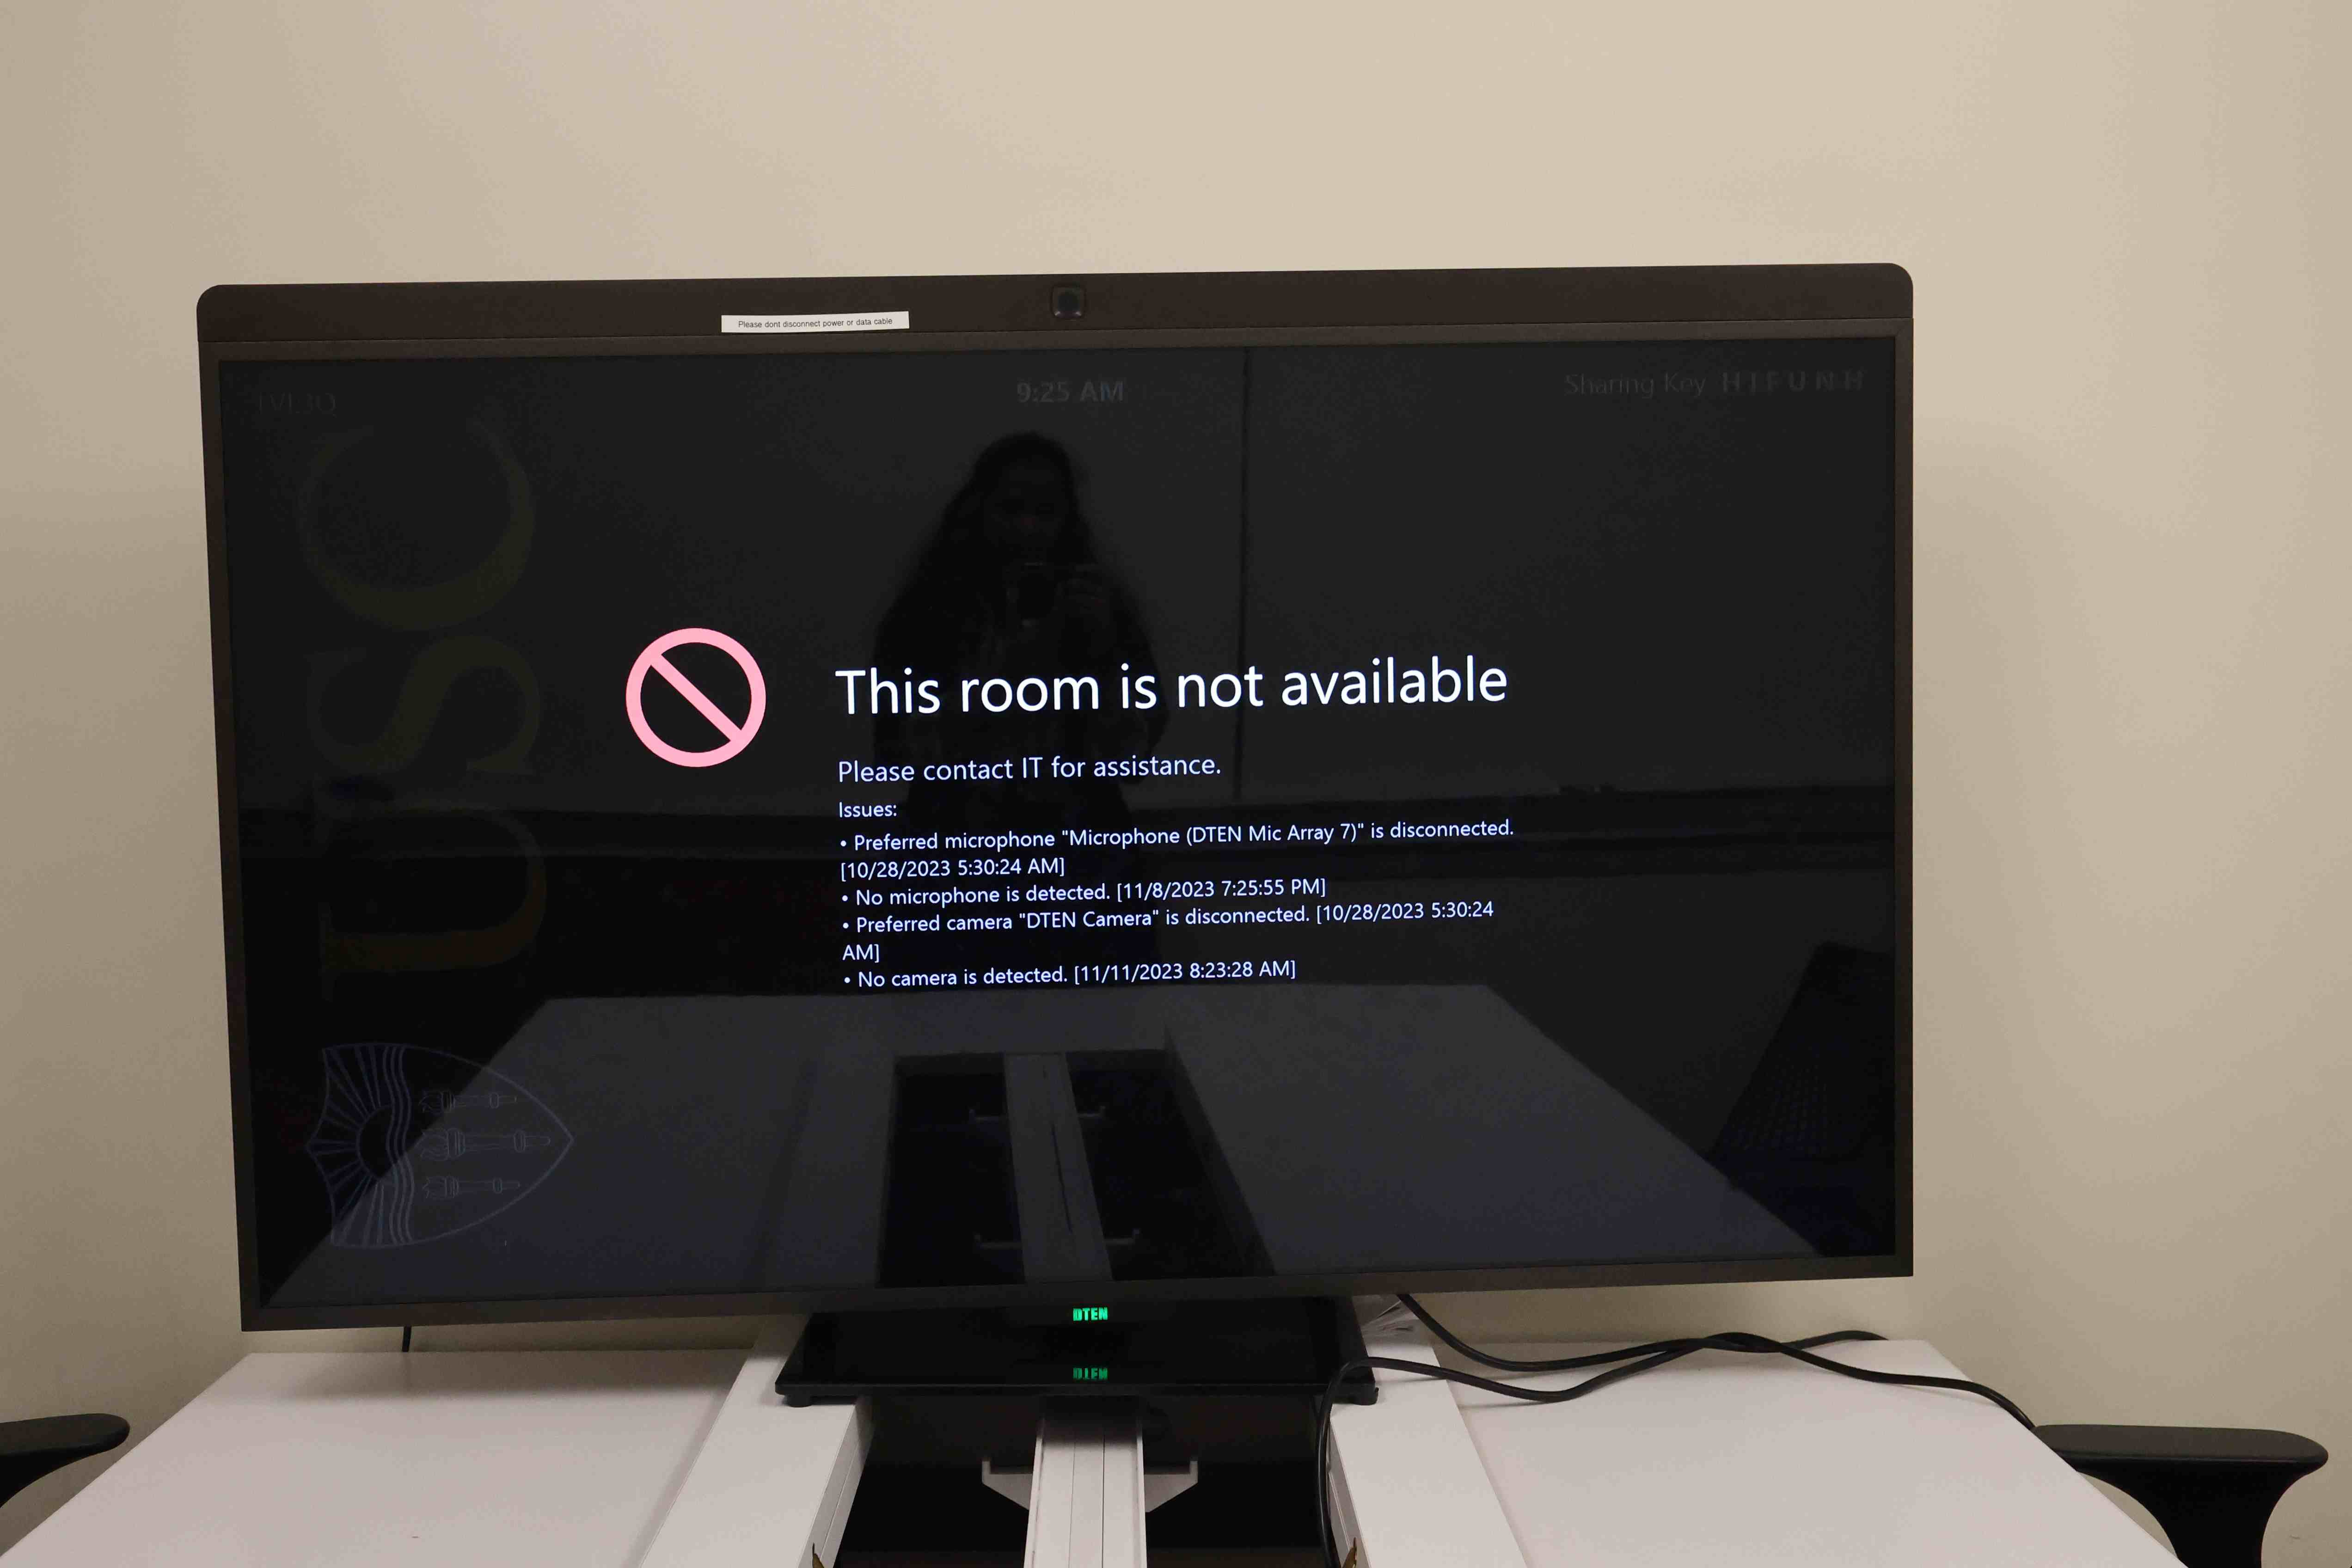 Please dont disconnect power or data cable
9:25 AM
Sharing Key
USC
This room is not available
Please contact IT for assistance.
Issues:
• Preferred microphone "Microphone (DTEN Mic Array 7)" is disconnected.
[10/28/2023 5:30:24 AM]
• No microphone is detected. [11/8/2023 7:25:55 PM]
• Preferred camera "DTEN Camera" is disconnected. [10/28/2023 5:30:24
AM]
• No camera is detected. [11/11/2023 8:23:28 AM]
DTEN